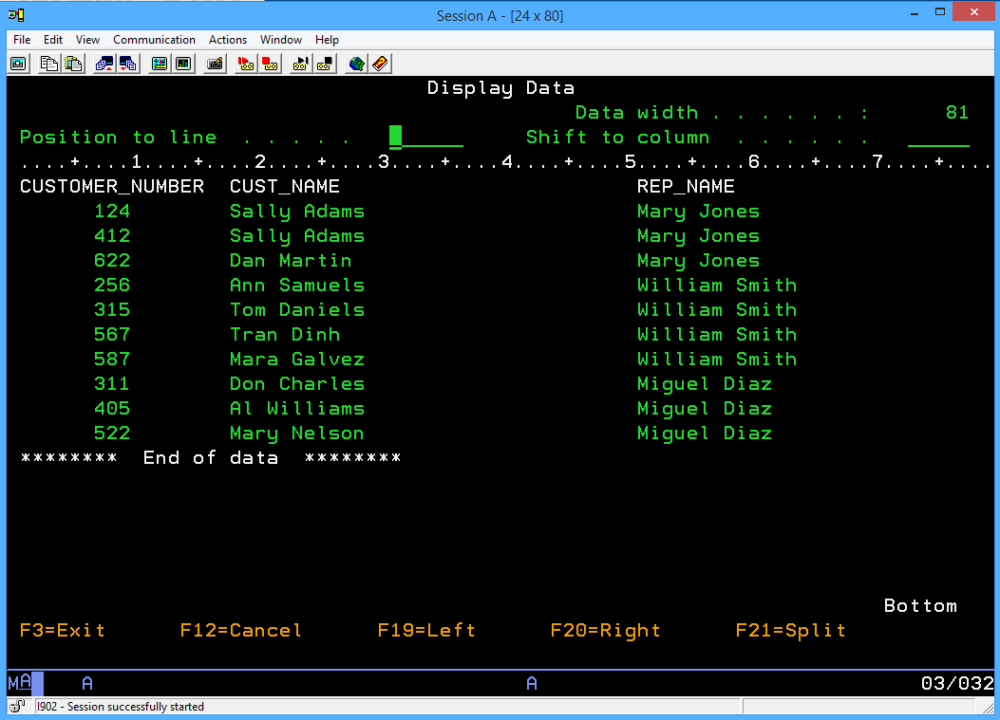 Session A - [24 x 80]
File Edit View Communication Actions Window Help
Display Data
Data width . . . . . . . : 81
Position to line . . . . . Shift to column . . . . . .
....+....1....+....2....+....3....+....4....+....5....+....6....+....7....+....
CUSTOMER_NUMBER CUST_NAME REP_NAME
124 Sally Adams Mary Jones
412 Sally Adams Mary Jones
622 Dan Martin Mary Jones
256 Ann Samuels William Smith
315 Tom Daniels William Smith
567 Tran Dinh William Smith
587 Mara Galvez William Smith
311 Don Charles Miguel Diaz
405 Al Williams Miguel Diaz
522 Mary Nelson Miguel Diaz
******** End of data ********
Bottom
F3=Exit F12=Cancel F19=Left F20=Right F21=Split
MA A A 03/032
I902 - Session successfully started